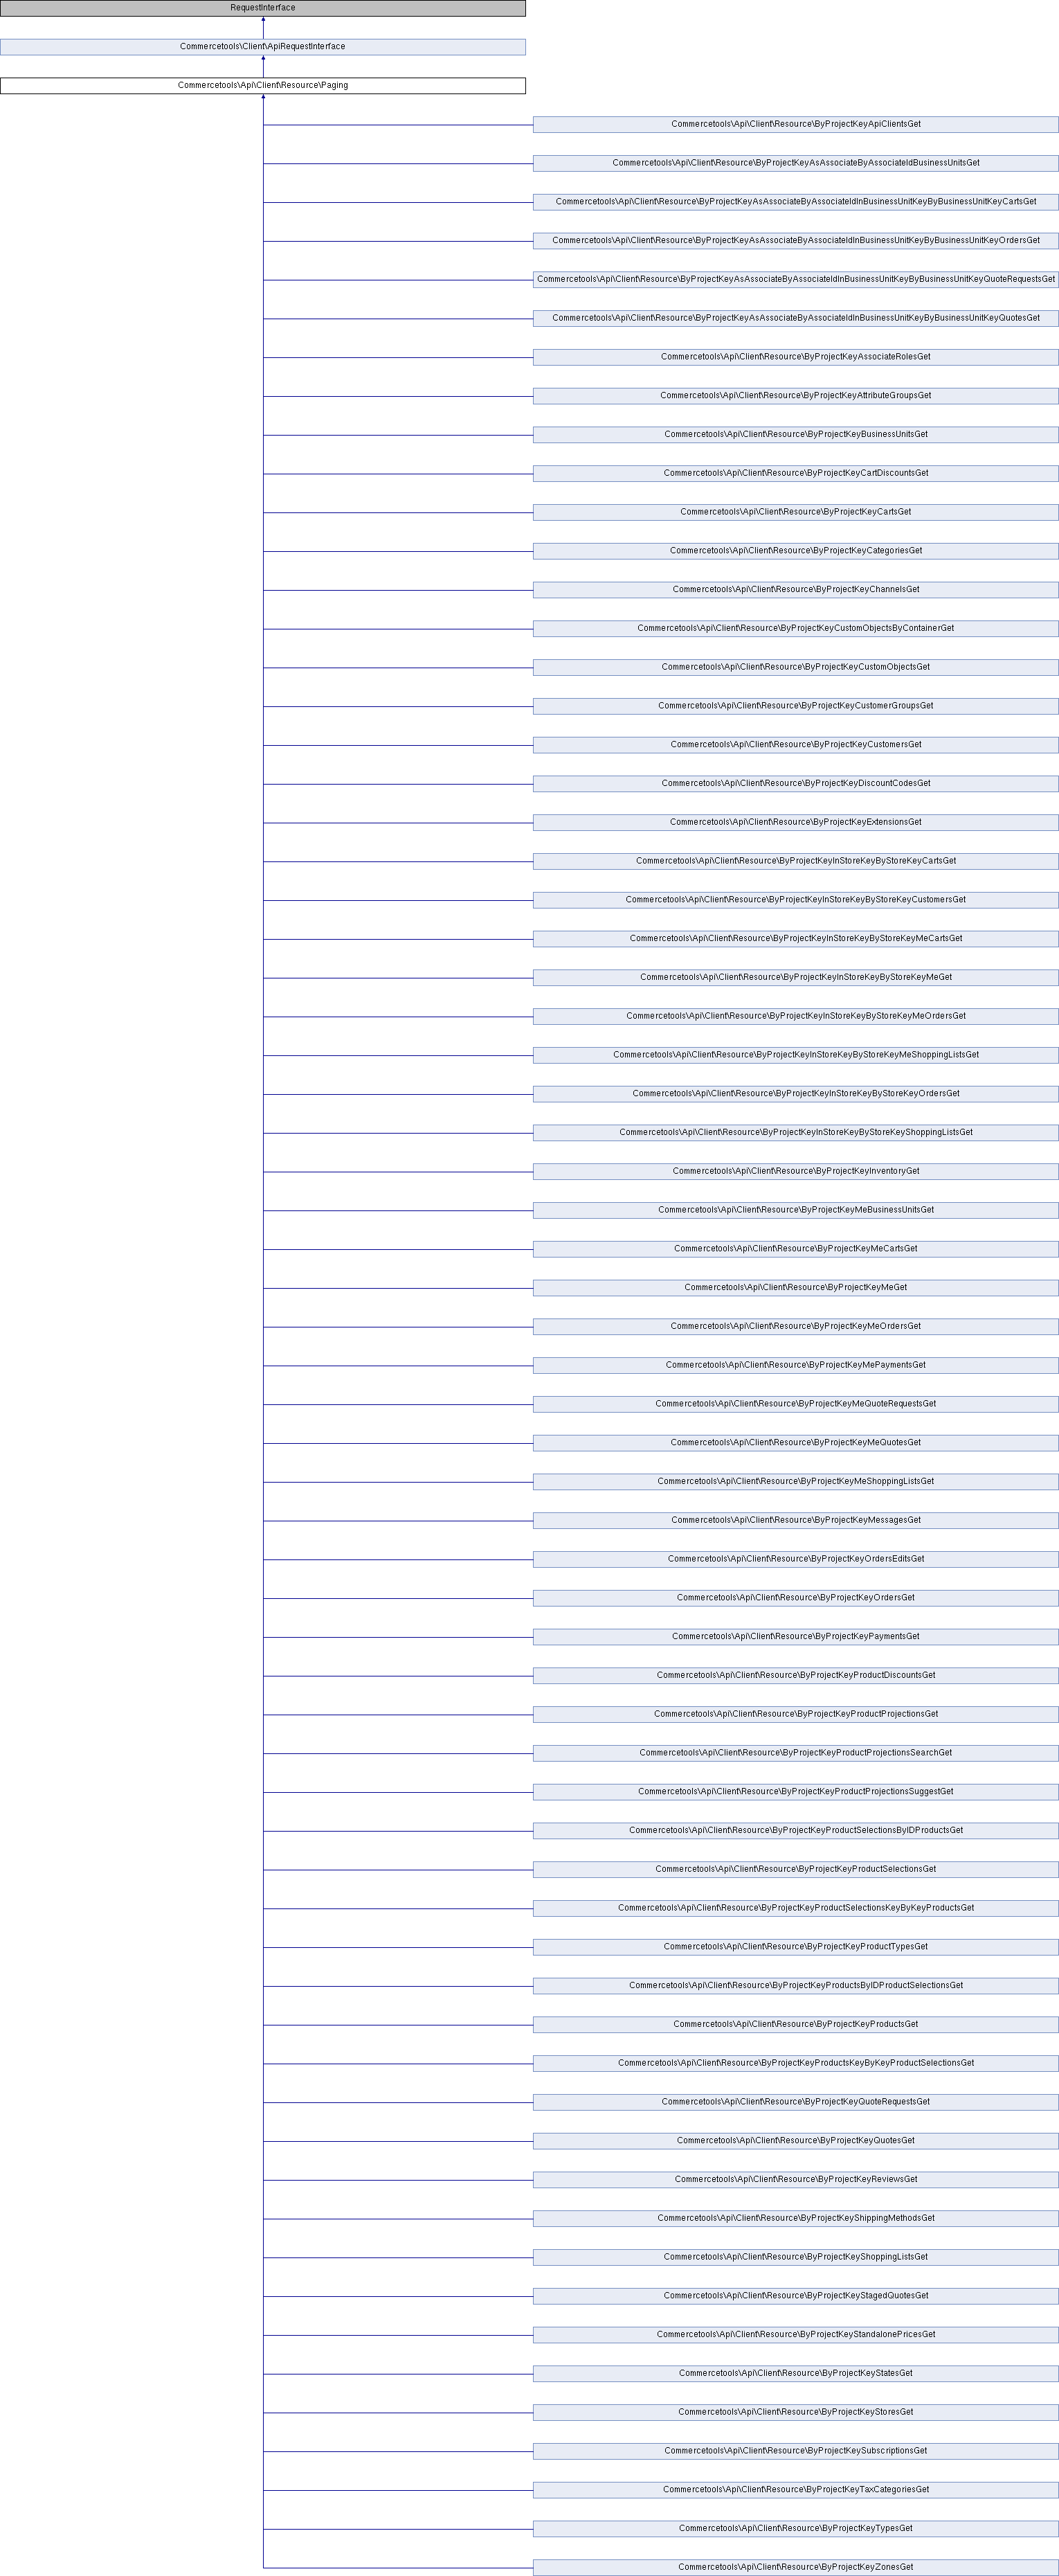 RequestInterface
Commercetools\Client\ApiRequestInterface
Commercetools\Api\Client\Resource\Paging
Commercetools\Api\Client\Resource\ByProjectKeyApiClientsGet
Commercetools\Api\Client\Resource\ByProjectKeyAsAssociateByAssociateIdBusinessUnitsGet
Commercetools\Api\Client\Resource\ByProjectKeyAsAssociateByAssociateIdInBusinessUnitKeyByBusinessUnitKeyCartsGet
Commercetools\Api\Client\Resource\ByProjectKeyAsAssociateByAssociateIdInBusinessUnitKeyByBusinessUnitKeyOrdersGet
Commercetools\Api\Client\Resource\ByProjectKeyAsAssociateByAssociateIdInBusinessUnitKeyByBusinessUnitKeyQuoteRequestsGet
Commercetools\Api\Client\Resource\ByProjectKeyAsAssociateByAssociateIdInBusinessUnitKeyByBusinessUnitKeyQuotesGet
Commercetools\Api\Client\Resource\ByProjectKeyAssociateRolesGet
Commercetools\Api\Client\Resource\ByProjectKeyAttributeGroupsGet
Commercetools\Api\Client\Resource\ByProjectKeyBusinessUnitsGet
Commercetools\Api\Client\Resource\ByProjectKeyCartDiscountsGet
Commercetools\Api\Client\Resource\ByProjectKeyCartsGet
Commercetools\Api\Client\Resource\ByProjectKeyCategoriesGet
Commercetools\Api\Client\Resource\ByProjectKeyChannelsGet
Commercetools\Api\Client\Resource\ByProjectKeyCustomObjectsByContainerGet
Commercetools\Api\Client\Resource\ByProjectKeyCustomObjectsGet
Commercetools\Api\Client\Resource\ByProjectKeyCustomerGroupsGet
Commercetools\Api\Client\Resource\ByProjectKeyCustomersGet
Commercetools\Api\Client\Resource\ByProjectKeyDiscountCodesGet
Commercetools\Api\Client\Resource\ByProjectKeyExtensionsGet
Commercetools\Api\Client\Resource\ByProjectKeyInStoreKeyByStoreKeyCartsGet
Commercetools\Api\Client\Resource\ByProjectKeyInStoreKeyByStoreKeyCustomersGet
Commercetools\Api\Client\Resource\ByProjectKeyInStoreKeyByStoreKeyMeCartsGet
Commercetools\Api\Client\Resource\ByProjectKeyInStoreKeyByStoreKeyMeGet
Commercetools\Api\Client\Resource\ByProjectKeyInStoreKeyByStoreKeyMeOrdersGet
Commercetools\Api\Client\Resource\ByProjectKeyInStoreKeyByStoreKeyMeShoppingListsGet
Commercetools\Api\Client\Resource\ByProjectKeyInStoreKeyByStoreKeyOrdersGet
Commercetools\Api\Client\Resource\ByProjectKeyInStoreKeyByStoreKeyShoppingListsGet
Commercetools\Api\Client\Resource\ByProjectKeyInventoryGet
Commercetools\Api\Client\Resource\ByProjectKeyMeBusinessUnitsGet
Commercetools\Api\Client\Resource\ByProjectKeyMeCartsGet
Commercetools\Api\Client\Resource\ByProjectKeyMeGet
Commercetools\Api\Client\Resource\ByProjectKeyMeOrdersGet
Commercetools\Api\Client\Resource\ByProjectKeyMePaymentsGet
Commercetools\Api\Client\Resource\ByProjectKeyMeQuoteRequestsGet
Commercetools\Api\Client\Resource\ByProjectKeyMeQuotesGet
Commercetools\Api\Client\Resource\ByProjectKeyMeShoppingListsGet
Commercetools\Api\Client\Resource\ByProjectKeyMessagesGet
Commercetools\Api\Client\Resource\ByProjectKeyOrdersEditsGet
Commercetools\Api\Client\Resource\ByProjectKeyOrdersGet
Commercetools\Api\Client\Resource\ByProjectKeyPaymentsGet
Commercetools\Api\Client\Resource\ByProjectKeyProductDiscountsGet
Commercetools\Api\Client\Resource\ByProjectKeyProductProjectionsGet
Commercetools\Api\Client\Resource\ByProjectKeyProductProjectionsSearchGet
Commercetools\Api\Client\Resource\ByProjectKeyProductProjectionsSuggestGet
Commercetools\Api\Client\Resource\ByProjectKeyProductSelectionsByIDProductsGet
Commercetools\Api\Client\Resource\ByProjectKeyProductSelectionsGet
Commercetools\Api\Client\Resource\ByProjectKeyProductSelectionsKeyByKeyProductsGet
Commercetools\Api\Client\Resource\ByProjectKeyProductTypesGet
Commercetools\Api\Client\Resource\ByProjectKeyProductsByIDProductSelectionsGet
Commercetools\Api\Client\Resource\ByProjectKeyProductsGet
Commercetools\Api\Client\Resource\ByProjectKeyProductsKeyByKeyProductSelectionsGet
Commercetools\Api\Client\Resource\ByProjectKeyQuoteRequestsGet
Commercetools\Api\Client\Resource\ByProjectKeyQuotesGet
Commercetools\Api\Client\Resource\ByProjectKeyReviewsGet
Commercetools\Api\Client\Resource\ByProjectKeyShippingMethodsGet
Commercetools\Api\Client\Resource\ByProjectKeyShoppingListsGet
Commercetools\Api\Client\Resource\ByProjectKeyStagedQuotesGet
Commercetools\Api\Client\Resource\ByProjectKeyStandalonePricesGet
Commercetools\Api\Client\Resource\ByProjectKeyStatesGet
Commercetools\Api\Client\Resource\ByProjectKeyStoresGet
Commercetools\Api\Client\Resource\ByProjectKeySubscriptionsGet
Commercetools\Api\Client\Resource\ByProjectKeyTaxCategoriesGet
Commercetools\Api\Client\Resource\ByProjectKeyTypesGet
Commercetools\Api\Client\Resource\ByProjectKeyZonesGet